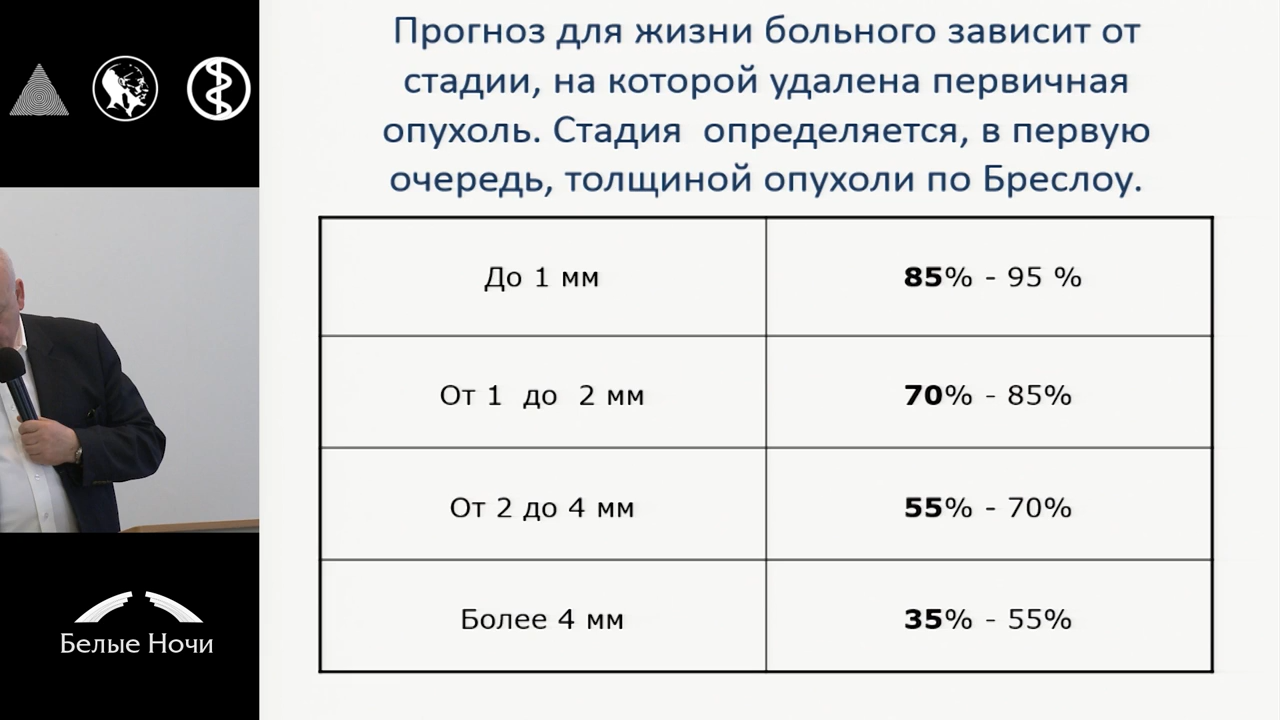 Прогноз для жизни больного зависит от
стадии, на которой удалена первичная
опухоль. Стадия определяется, в первую
очередь, толщиной опухоли по Бреслоу.
До 1 мм 85% - 95 %
От 1 до 2 мм 70% - 85%
От 2 до 4 мм 55% - 70%
Более 4 мм 35% - 55%
Белые Ночи